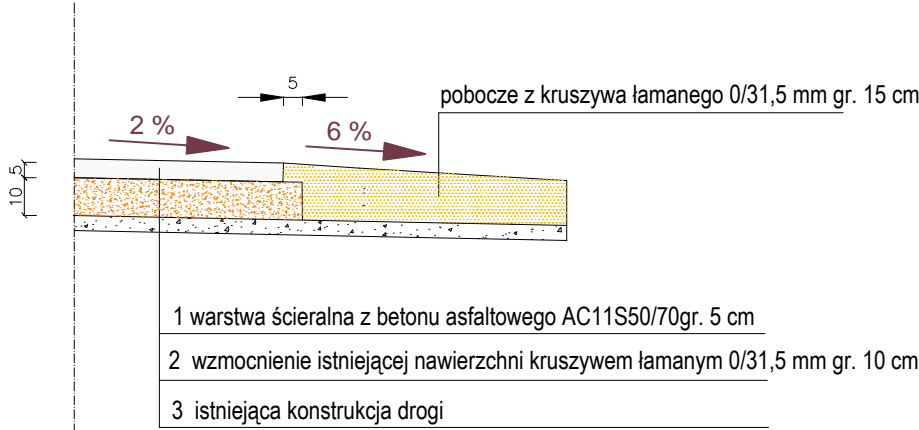 5
pobocze z kruszywa łamanego 0/31,5 mm gr. 15 cm
2 %
6 %
5
10
1 warstwa ścieralna z betonu asfaltowego AC11S50/70gr. 5 cm
2 wzmocnienie istniejącej nawierzchni kruszywem łamanym 0/31,5 mm gr. 10 cm
3 istniejąca konstrukcja drogi